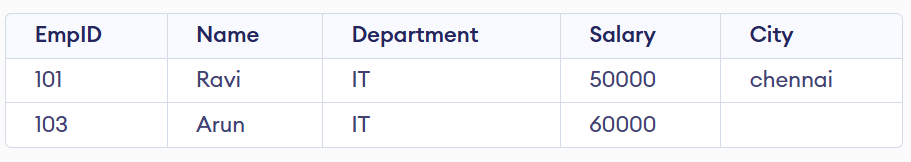 EmpID Name Department Salary City
101 Ravi IT 50000 chennai
103 Arun IT 60000